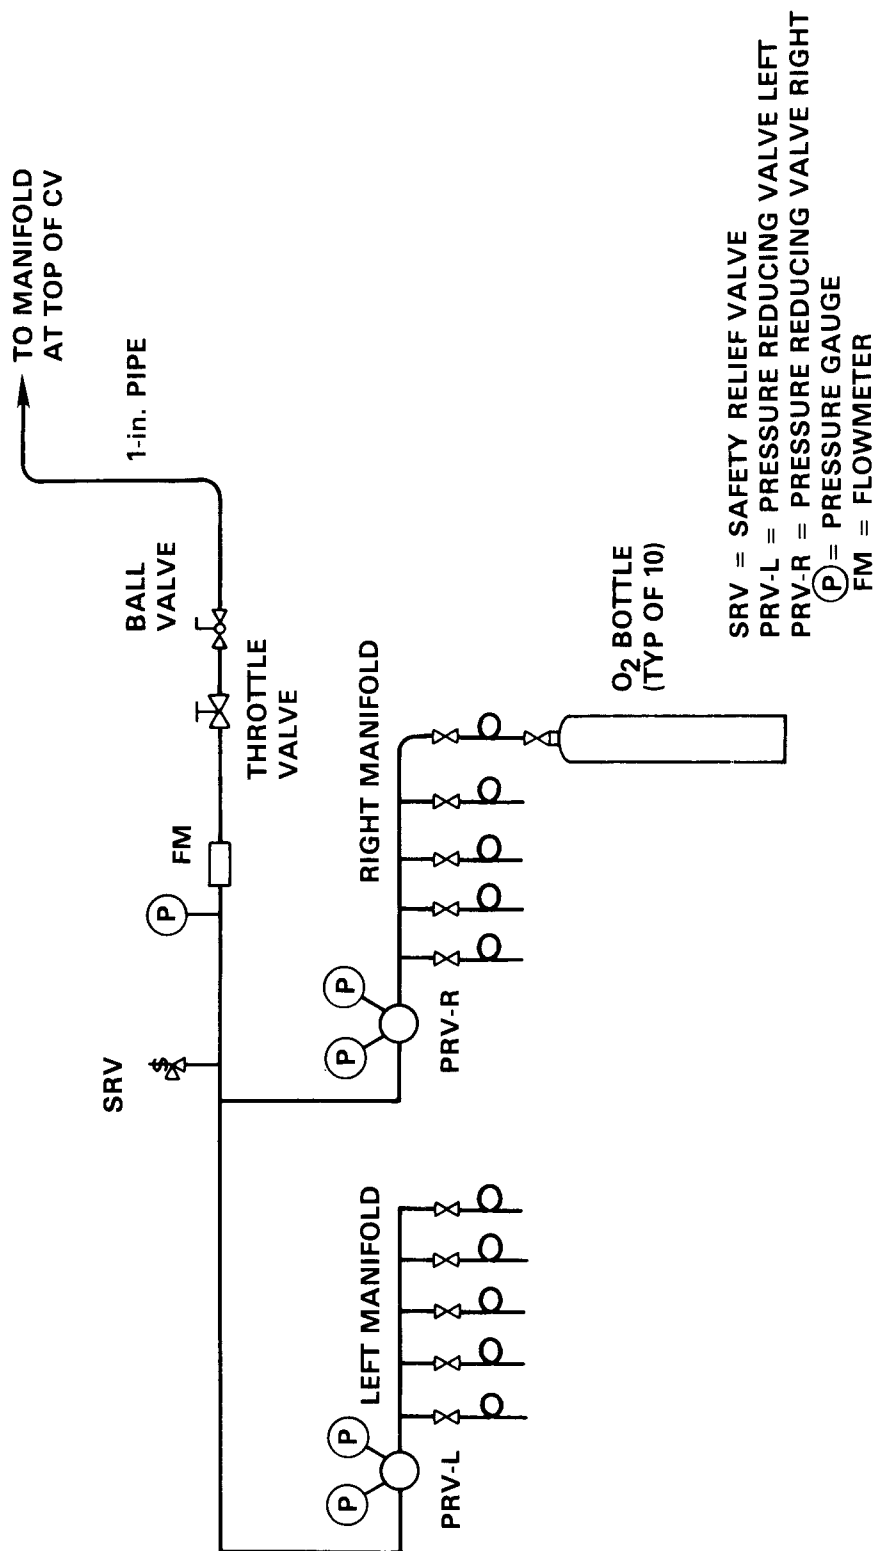 TO MANIFOLD
AT TOP OF CV
1-in. PIPE
BALL
VALVE
THROTTLE
VALVE
FM
P
SRV
RIGHT MANIFOLD
P
P
PRV-R
O₂ BOTTLE
(TYP OF 10)
LEFT MANIFOLD
P
P
PRV-L
SRV = SAFETY RELIEF VALVE
PRV-L = PRESSURE REDUCING VALVE LEFT
PRV-R = PRESSURE REDUCING VALVE RIGHT
P = PRESSURE GAUGE
FM = FLOWMETER